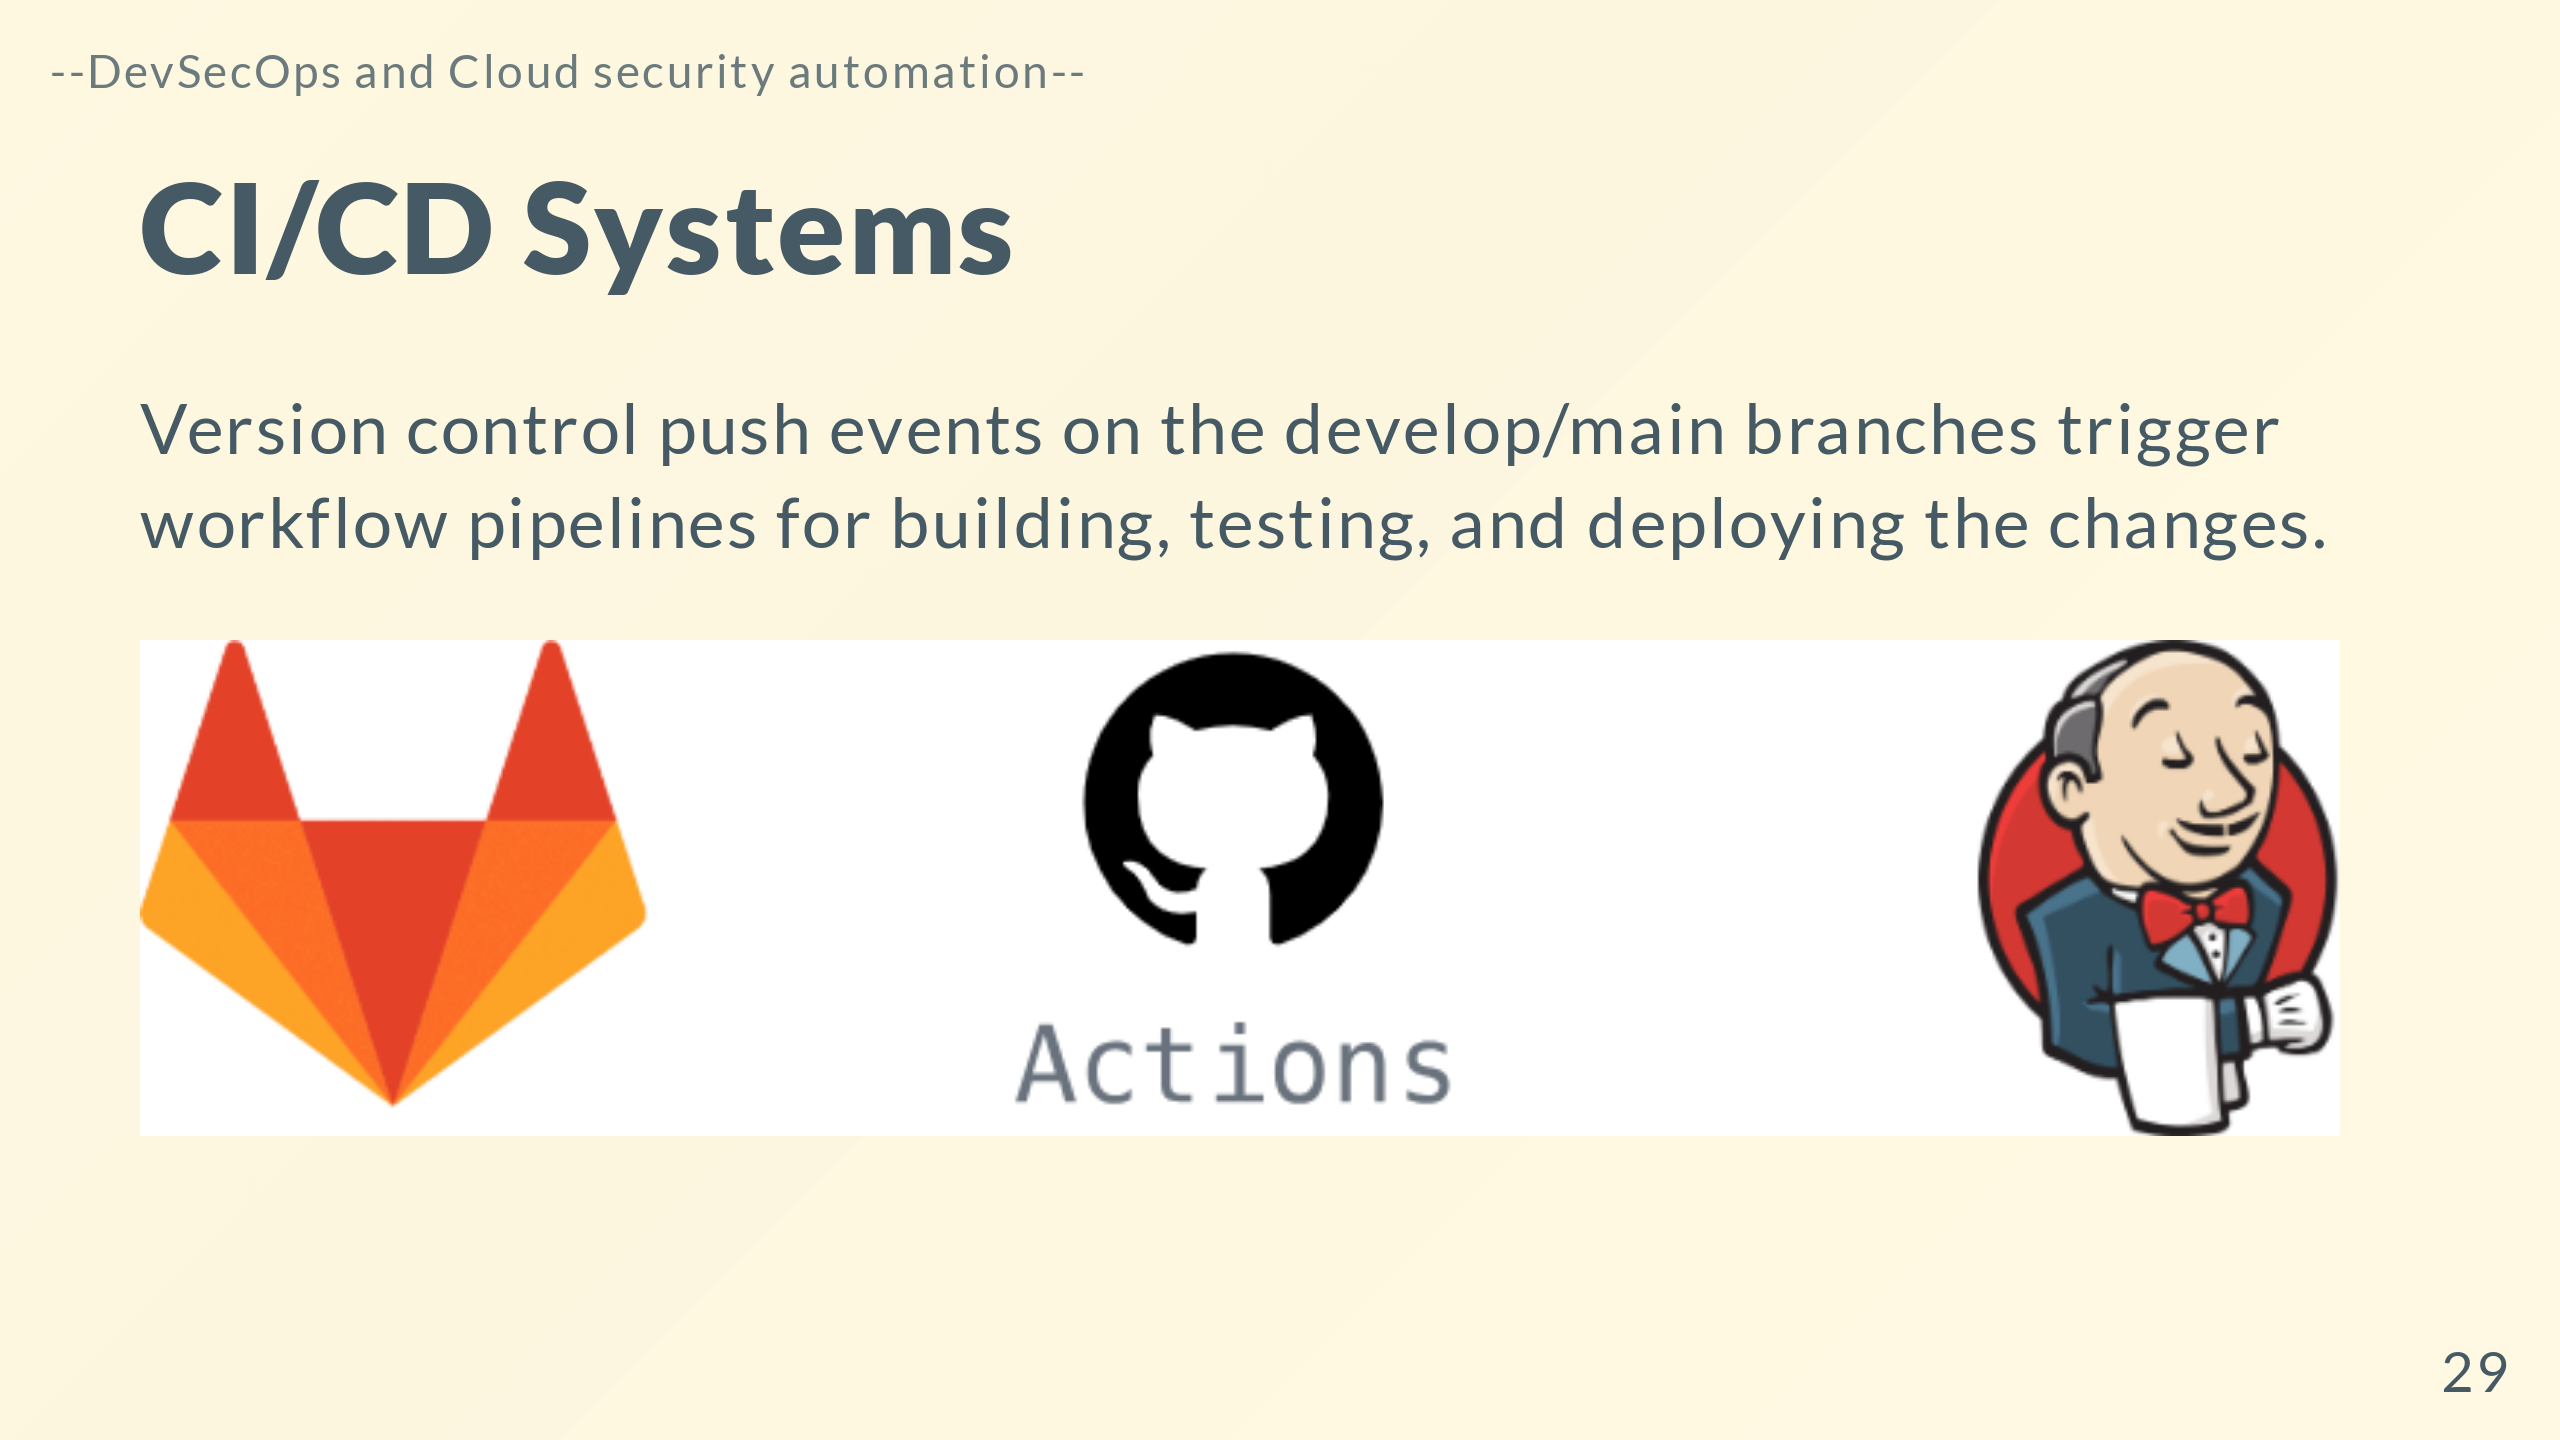 --DevSecOps and Cloud security automation--
CI/CD Systems
Version control push events on the develop/main branches trigger
workflow pipelines for building, testing, and deploying the changes.
Actions
29